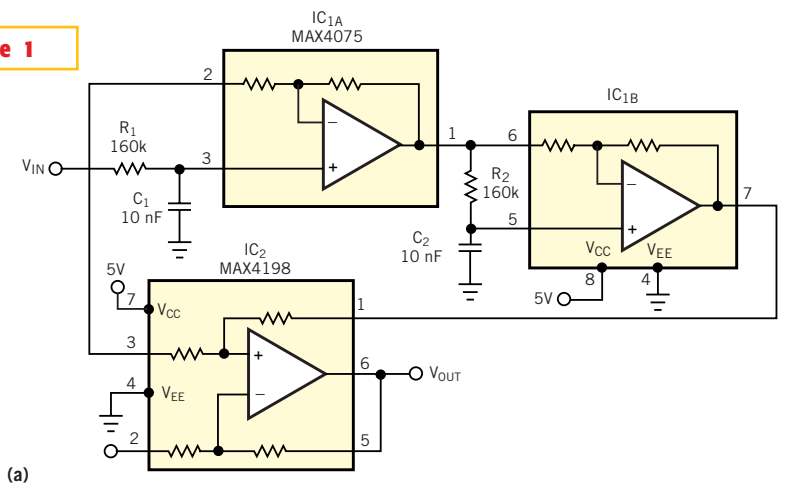 e 1
IC1A
MAX4075
2
R1
160k
VIN
3
C1
10 nF
−
+
1
R2
160k
C2
10 nF
IC1B
6
5
−
+
7
VCC
VEE
8
4
5V
IC2
MAX4198
5V
7
VCC
1
3
+
−
6
VOUT
4
VEE
2
5
(a)